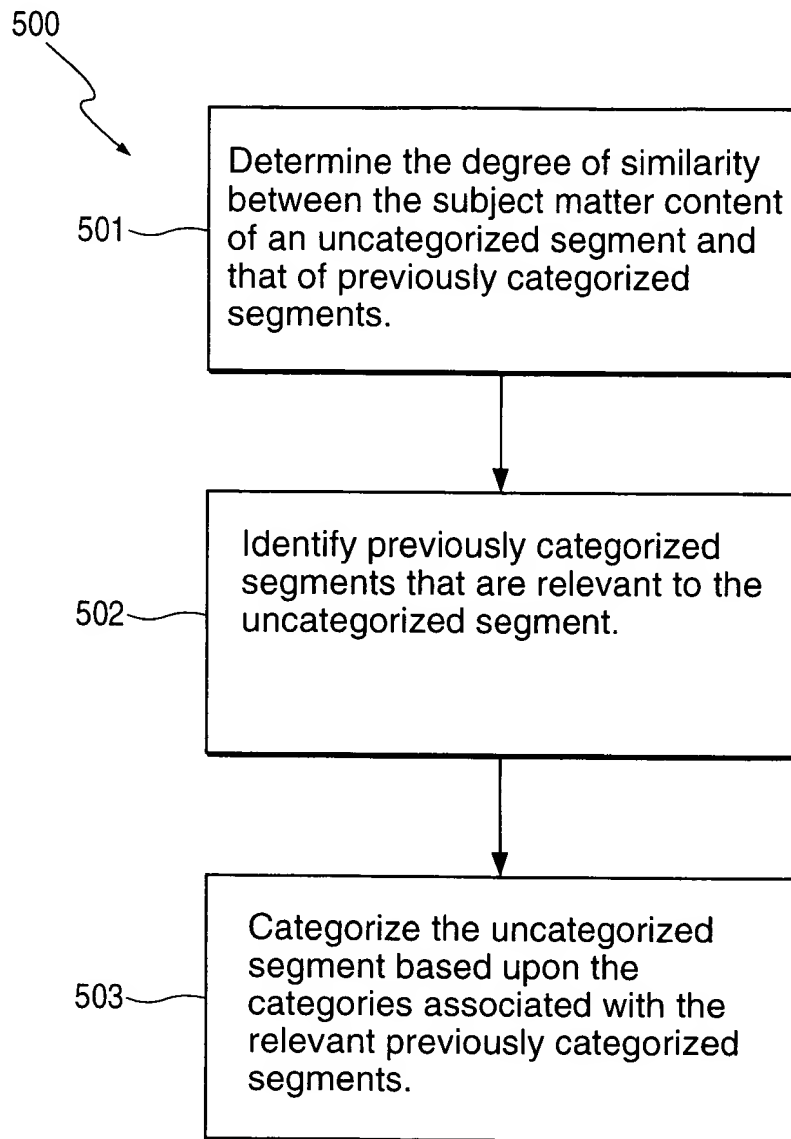 500
Determine the degree of similarity
between the subject matter content
501
of an uncategorized segment and
that of previously categorized
segments.
Identify previously categorized
segments that are relevant to the
502
uncategorized segment.
Categorize the uncategorized
segment based upon the
503
categories associated with the
relevant previously categorized
segments.